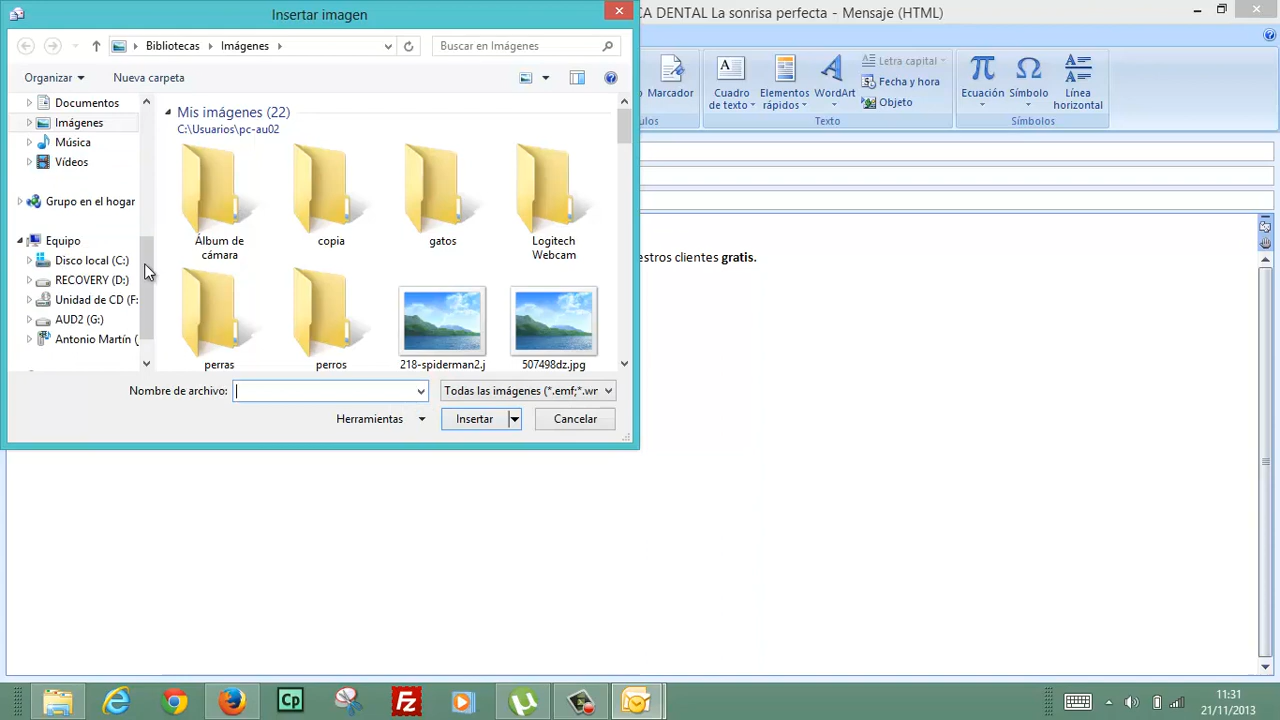 Insertar imagen
CA DENTAL La sonrisa perfecta - Mensaje (HTML)
Bibliotecas Imágenes
Buscar en Imágenes
Organizar Nueva carpeta
Documentos
Imágenes
Música
Vídeos
Grupo en el hogar
Equipo
Disco local (C:)
RECOVERY (D:)
Unidad de CD (F:
AUD2 (G:)
Antonio Martín (
Mis imágenes (22)
C:\Usuarios\pc-au02
Álbum de cámara
copia
gatos
Logitech Webcam
perras
perros
218-spiderman2.j
507498dz.jpg
Nombre de archivo:
Todas las imágenes (*.emf;*.wr
Herramientas Insertar Cancelar
Marcador
Cuadro de texto
Elementos rápidos
WordArt
Letra capital
Fecha y hora
Objeto
Ecuación
Símbolo
Línea horizontal
ulos
Texto
Símbolos
estros clientes gratis.
Cp
Fz
11:31
21/11/2013